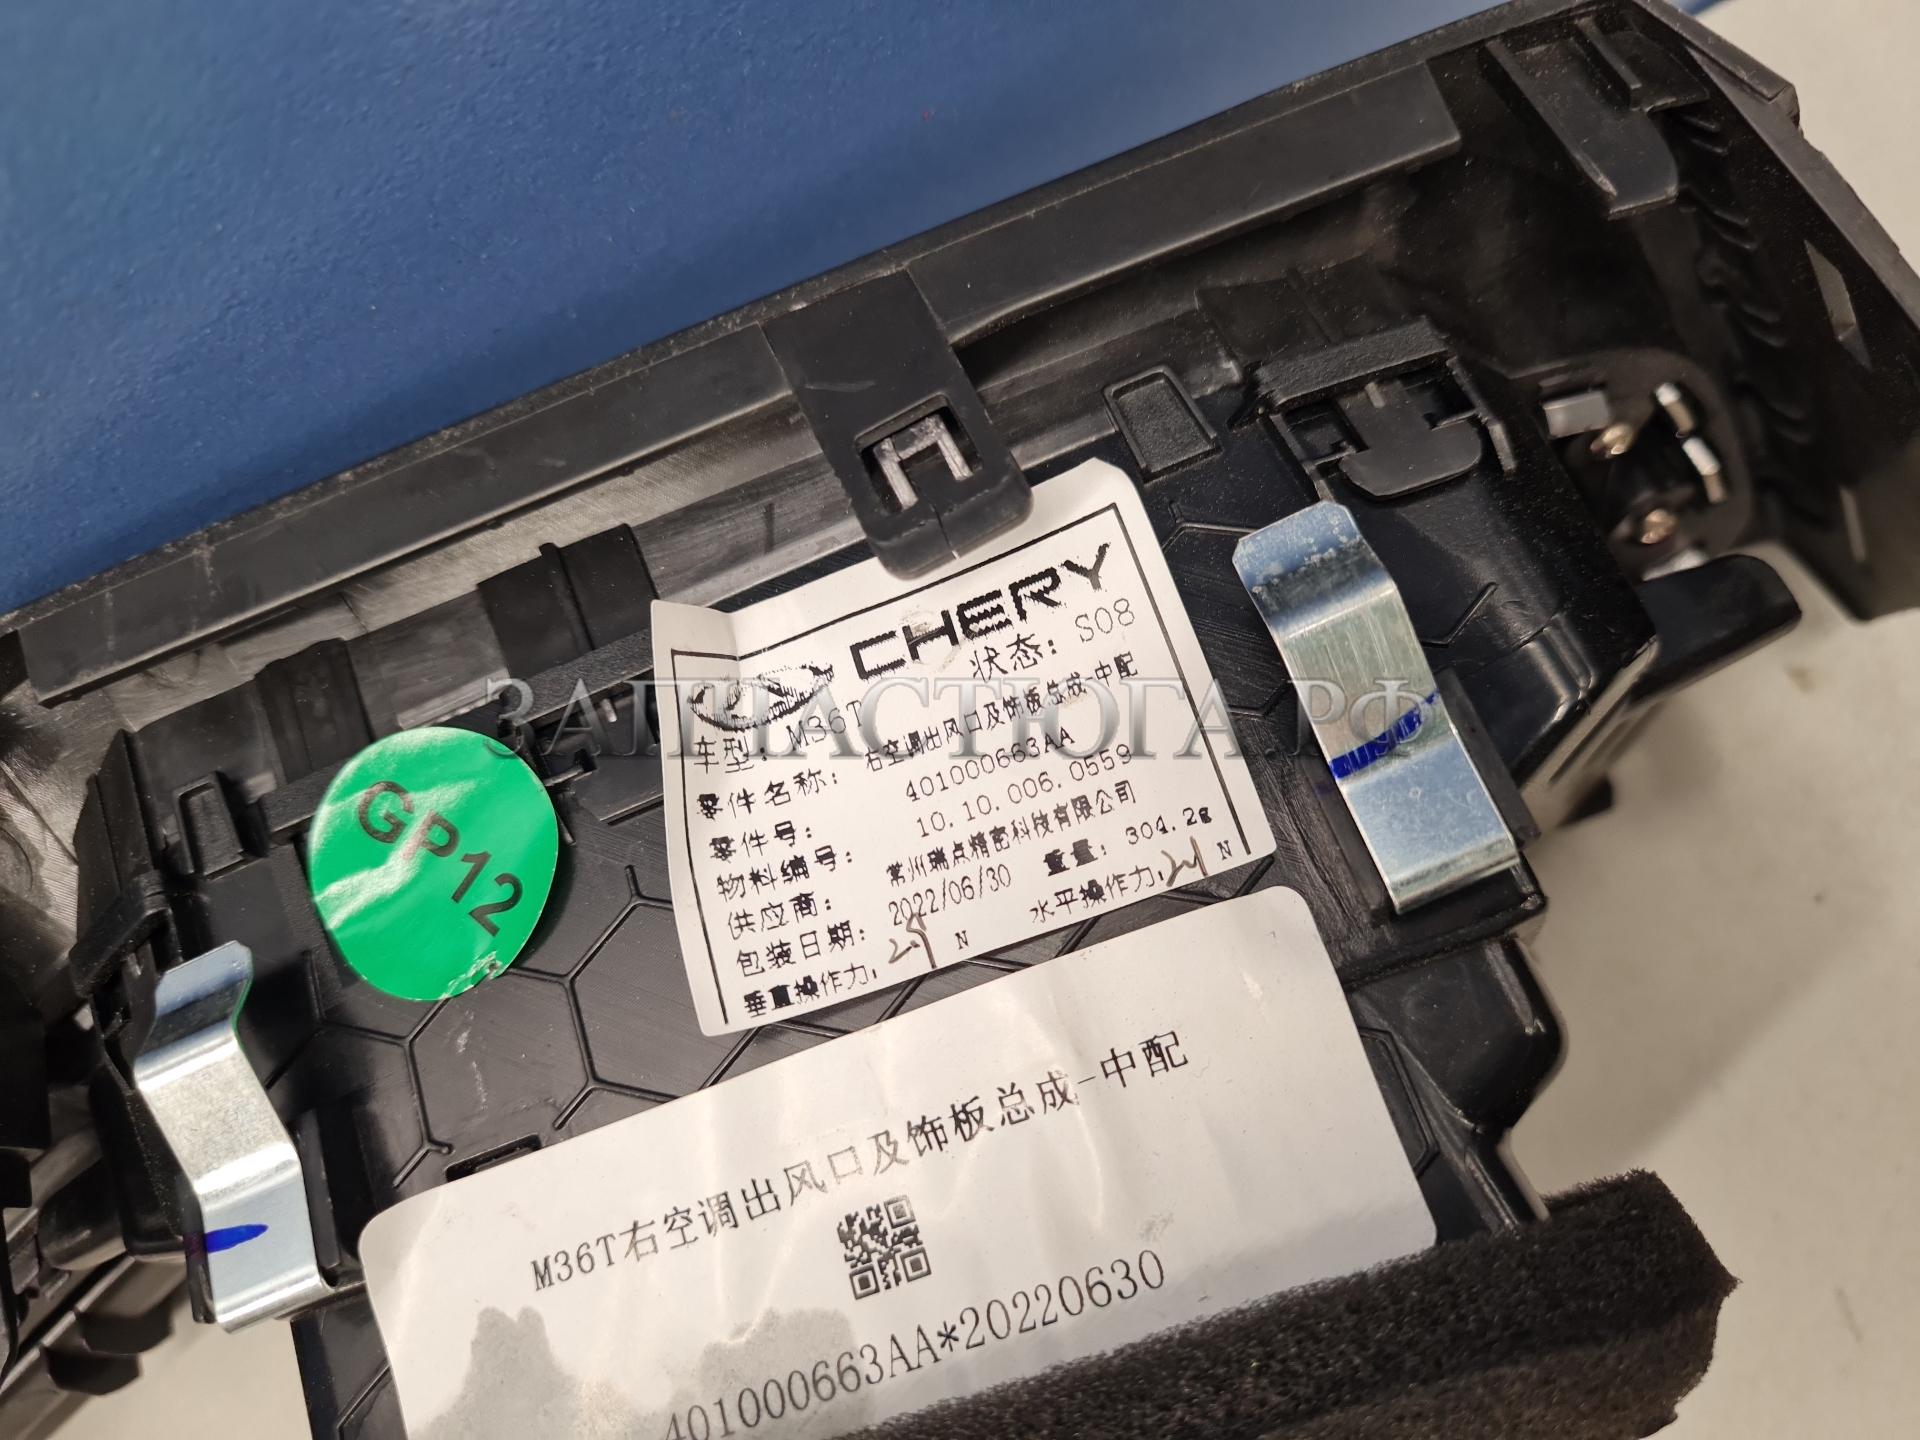 CHERY
状态: S08
车型: M36T
零件名称: 右空调出风口及饰板总成-中配
零件号: 401000663AA
物料编号: 10.10.006.0559
供应商: 常州瑞点精密科技有限公司
包装日期: 2022/06/30 重量: 304.2g
垂直操作力: 29 N 水平操作力: 24 N
GP12
ЗАПЧАСТЮГА.РФ
M36T右空调出风口及饰板总成-中配
401000663AA*20220630